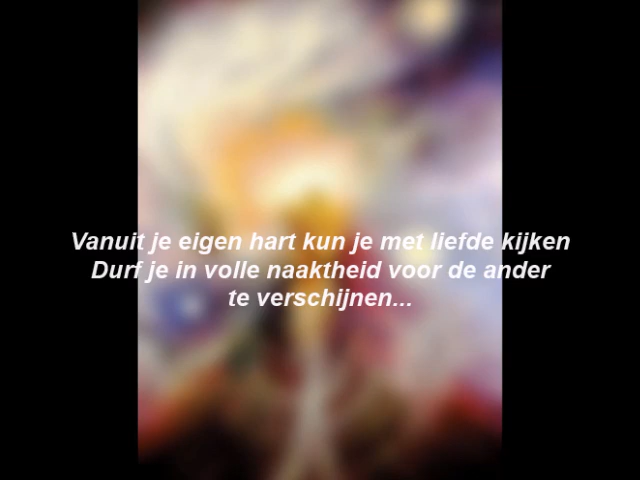 Vanuit je eigen hart kun je met liefde kijken
Durf je in volle naaktheid voor de ander
te verschijnen...